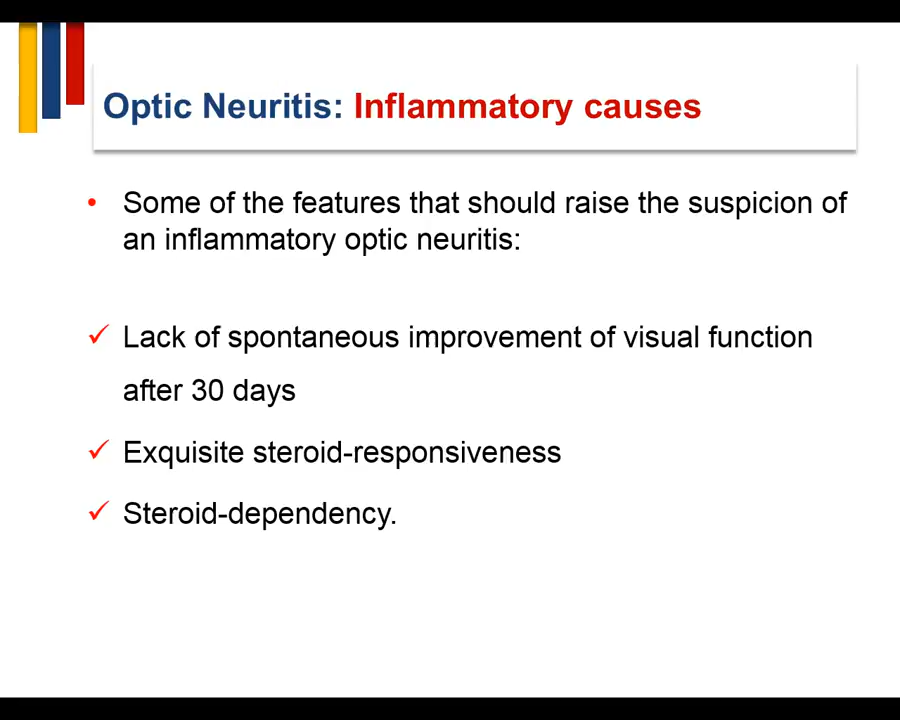 Optic Neuritis: Inflammatory causes
• Some of the features that should raise the suspicion of
an inflammatory optic neuritis:
✓ Lack of spontaneous improvement of visual function
after 30 days
✓ Exquisite steroid-responsiveness
✓ Steroid-dependency.